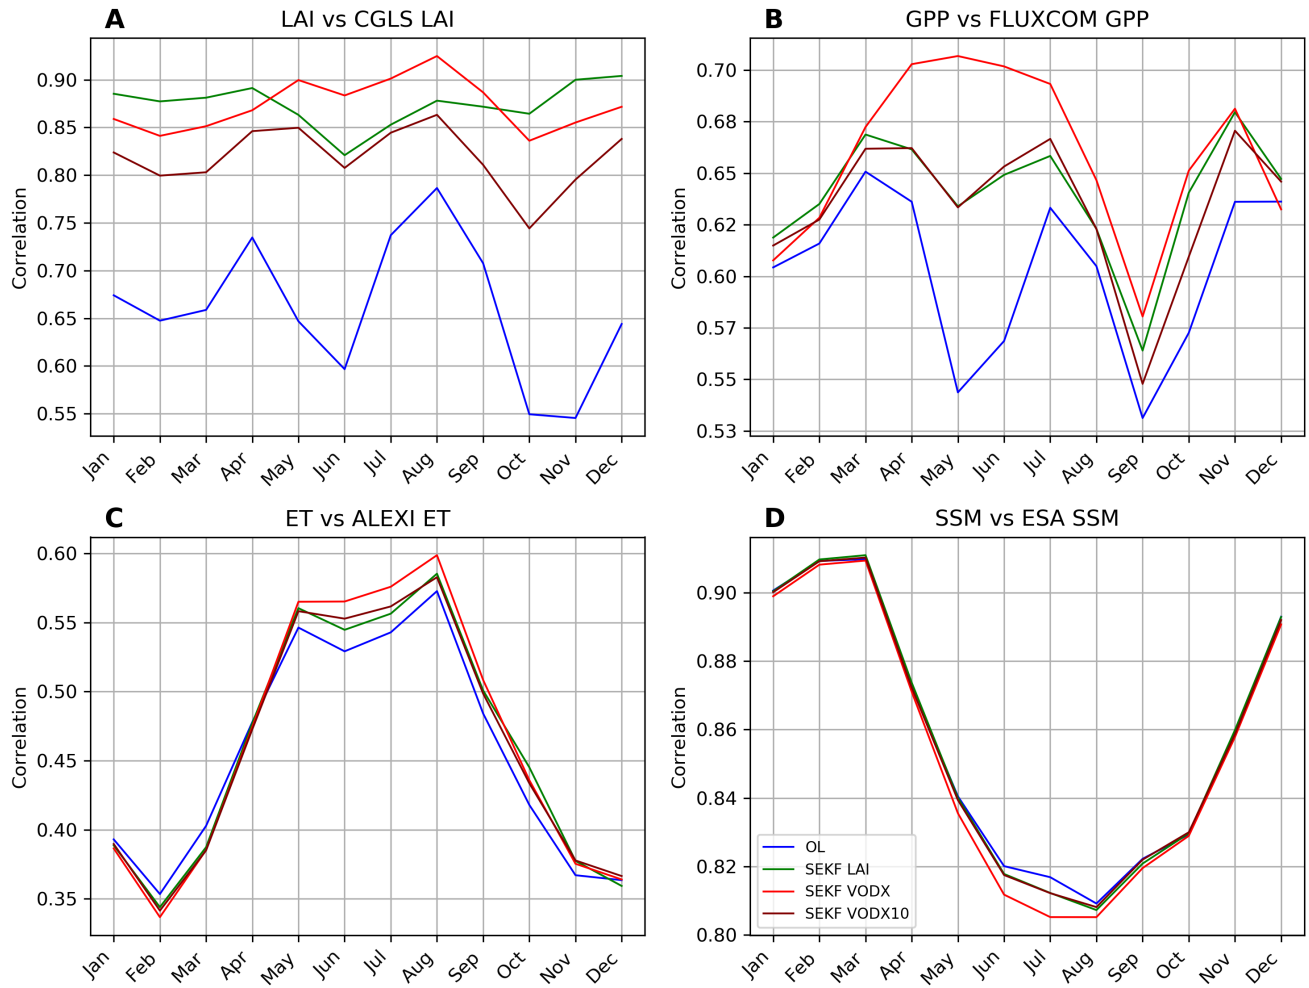 A LAI vs CGLS LAI
Correlation
0.90
0.85
0.80
0.75
0.70
0.65
0.60
0.55
Jan Feb Mar Apr May Jun Jul Aug Sep Oct Nov Dec
B GPP vs FLUXCOM GPP
Correlation
0.70
0.68
0.65
0.62
0.60
0.57
0.55
0.53
Jan Feb Mar Apr May Jun Jul Aug Sep Oct Nov Dec
C ET vs ALEXI ET
Correlation
0.60
0.55
0.50
0.45
0.40
0.35
Jan Feb Mar Apr May Jun Jul Aug Sep Oct Nov Dec
D SSM vs ESA SSM
Correlation
0.90
0.88
0.86
0.84
0.82
0.80
OL
SEKF LAI
SEKF VODX
SEKF VODX10
Jan Feb Mar Apr May Jun Jul Aug Sep Oct Nov Dec